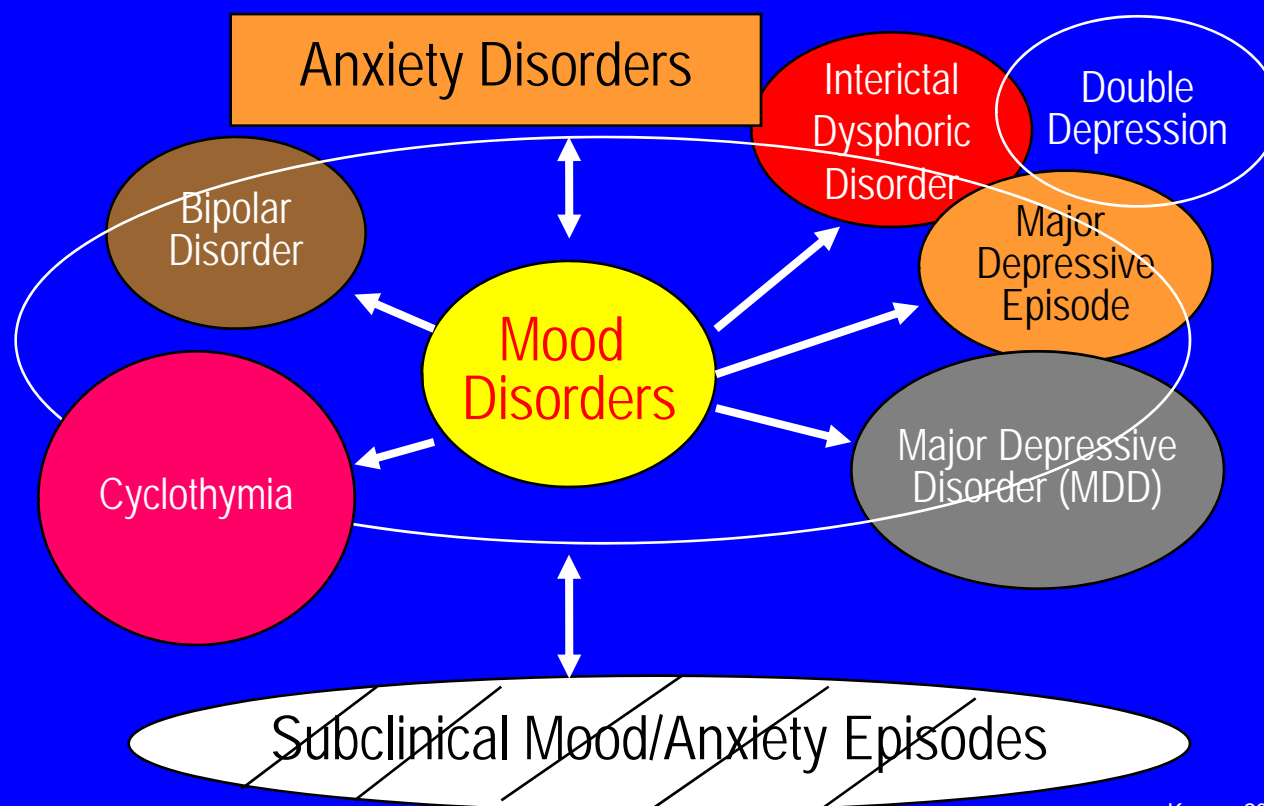 Anxiety Disorders
Interictal
Dysphoric
Disorder
Double
Depression
Bipolar
Disorder
Major
Depressive
Episode
Mood
Disorders
Major Depressive
Disorder (MDD)
Cyclothymia
Subclinical Mood/Anxiety Episodes